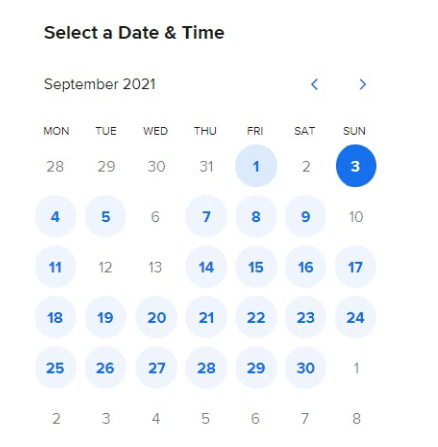 Select a Date & Time
September 2021
MON TUE WED THU FRI SAT SUN
28 29 30 31 1 2 3
4 5 6 7 8 9 10
11 12 13 14 15 16 17
18 19 20 21 22 23 24
25 26 27 28 29 30 1
2 3 4 5 6 7 8